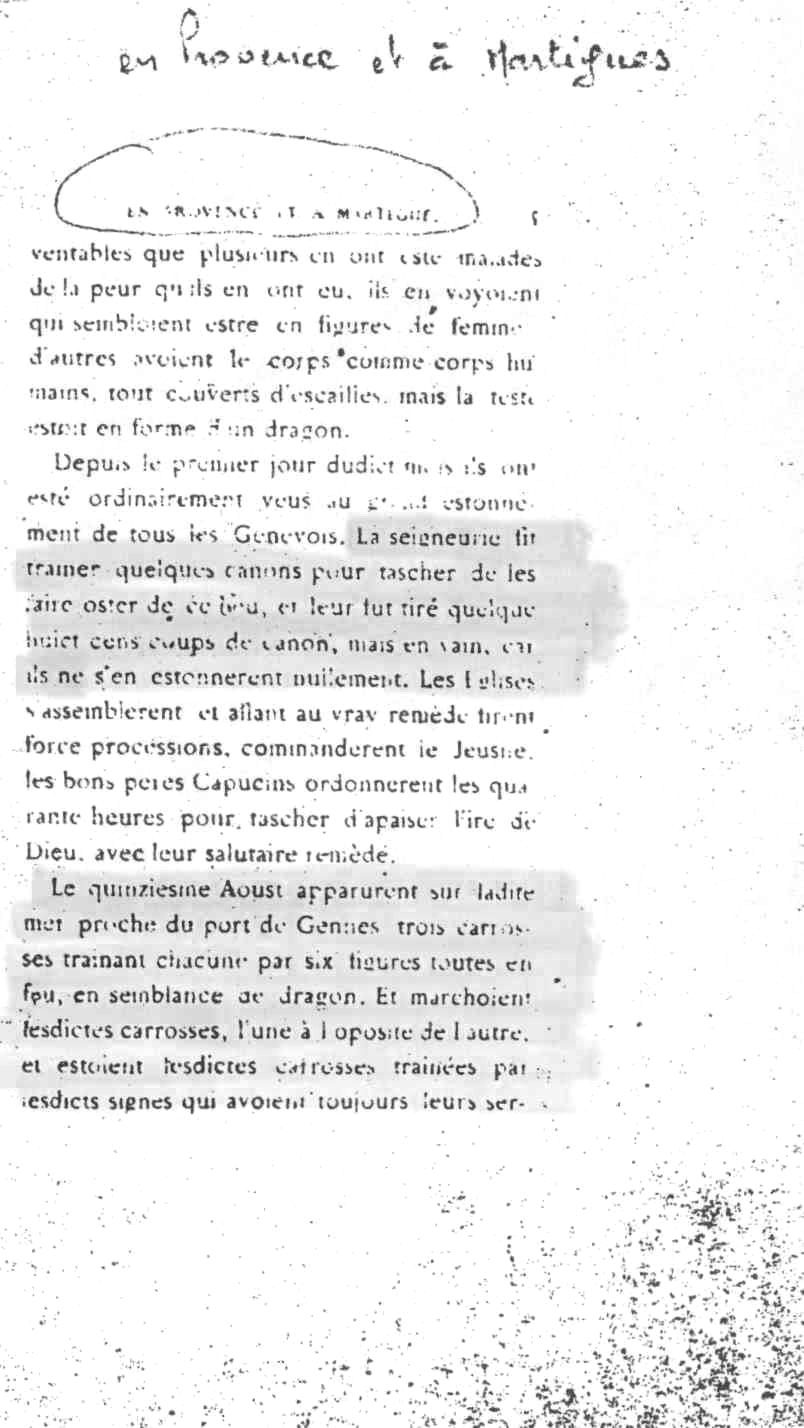 en Provence et à Martigues
EN PROVENCE ET A MARTIGUE. 5
ventables que plusieurs en ont esté malades
de la peur qu'ils en ont eu, ils en voyoient
qui sembloient estre en figures de femme
d'autres avoient le corps comme corps hu
mains, tout couverts d'escailles, mais la teste
estoit en forme d'un dragon.
Depuis le premier jour dudict mois ils ont
esté ordinairement veus au grand estonne-
ment de tous les Genevois. La seigneurie fit
trainer quelques canons pour tascher de les
faire oster de ce lieu, et leur fut tiré quelque
huict cens coups de canon, mais en vain, car
ils ne s'en estonnerent nullement. Les Eglises
s'assemblerent et allant au vray remède firent
force processions, commanderent le Jeusne,
les bons peres Capucins ordonnerent les qua
rante heures pour tascher d'apaiser l'ire de
Dieu, avec leur salutaire remède.
Le quinziesme Aoust apparurent sur ladite
mer proche du port de Gennes trois carros-
ses trainant chacune par six figures toutes en
feu, en semblance de dragon. Et marchoient
lesdictes carrosses, l'une à l'oposite de l'autre,
et estoient lesdictes carrosses trainées par
lesdicts signes qui avoient toujours leurs ser-